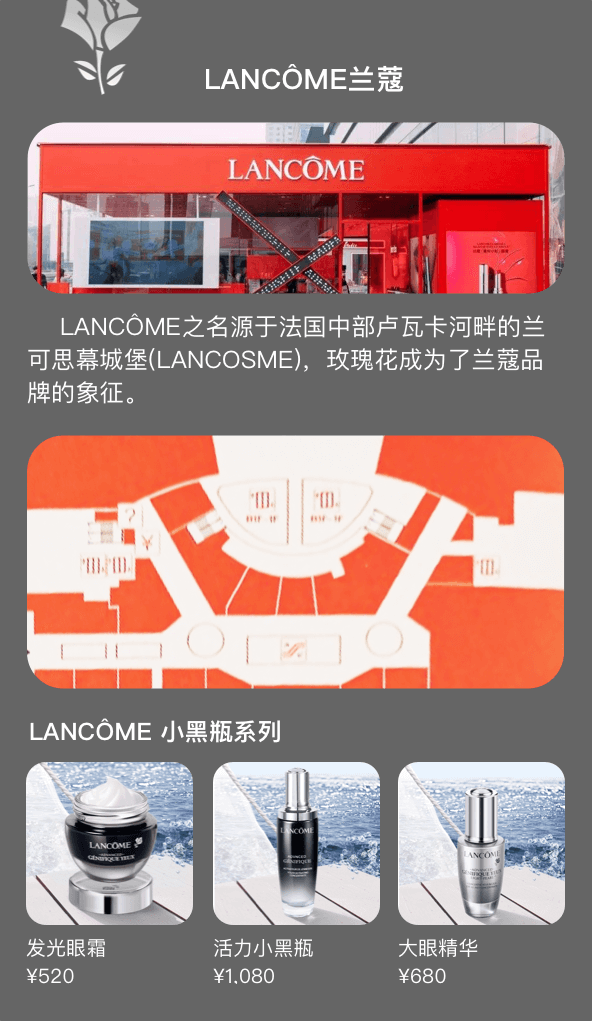 LANCÔME兰蔻
LANCÔME
LANCÔME之名源于法国中部卢瓦卡河畔的兰
可思幕城堡(LANCOSME)，玫瑰花成为了兰蔻品
牌的象征。
?
¥
LANCÔME 小黑瓶系列
LANCÔME
ADVANCED
GÉNIFIQUE YEUX
LANCÔME
ADVANCED
GÉNIFIQUE
LANCÔME
GÉNIFIQUE YEUX
发光眼霜
活力小黑瓶
大眼精华
¥520
¥1,080
¥680